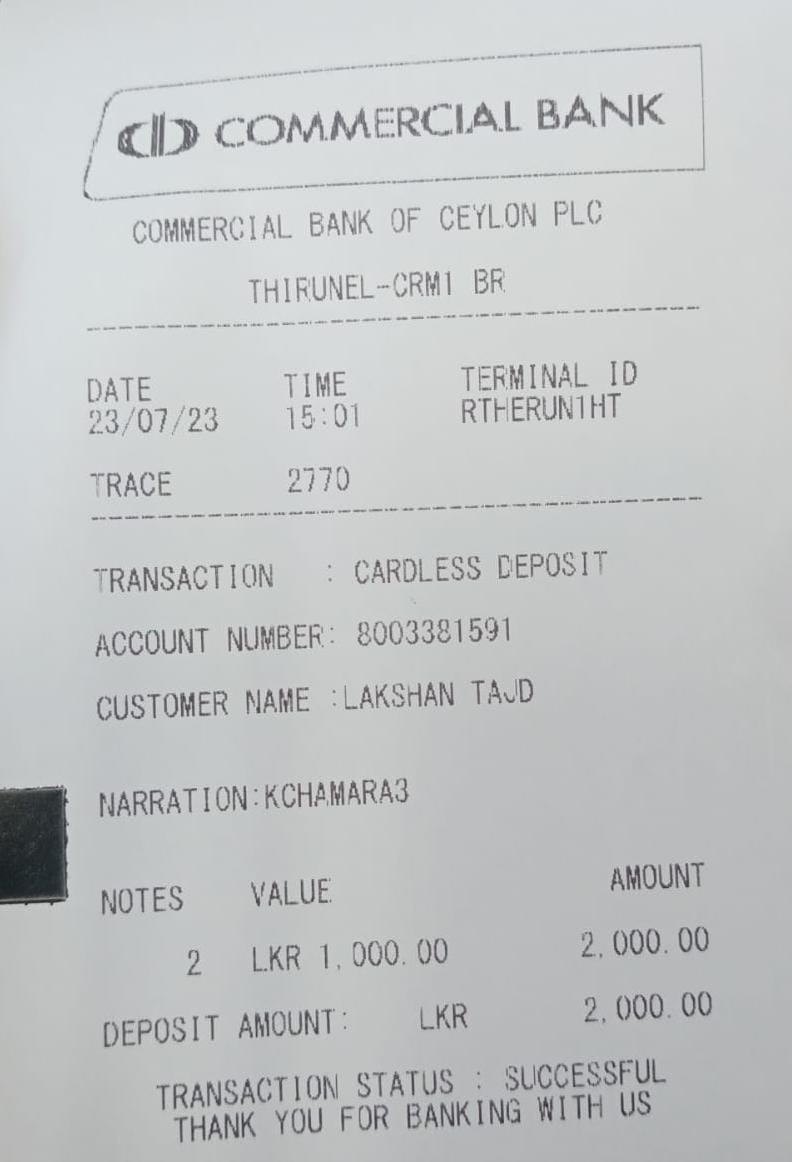 COMMERCIAL BANK
COMMERCIAL BANK OF CEYLON PLC
THIRUNEL-CRM1 BR
DATE TIME TERMINAL ID
23/07/23 15:01 RTHERUN1HT
TRACE 2770
TRANSACTION : CARDLESS DEPOSIT
ACCOUNT NUMBER: 8003381591
CUSTOMER NAME :LAKSHAN TAJD
NARRATION:KCHAMARA3
NOTES VALUE AMOUNT
2 LKR 1,000.00 2,000.00
DEPOSIT AMOUNT: LKR 2,000.00
TRANSACTION STATUS : SUCCESSFUL
THANK YOU FOR BANKING WITH US